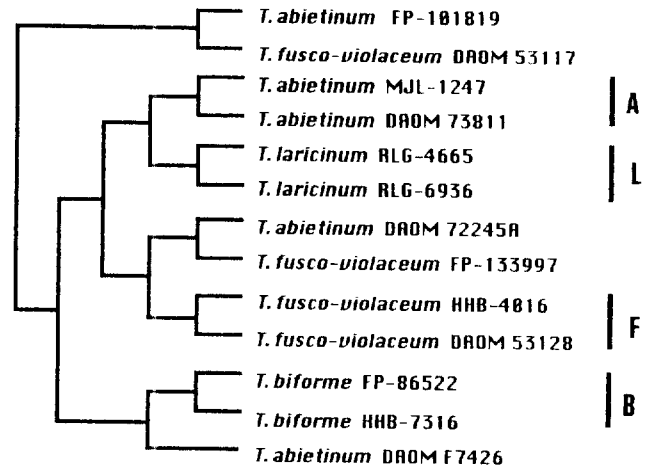 T. abietinum FP-101819
T. fusco-violaceum DAOM 53117
T. abietinum MJL-1247
T. abietinum DAOM 73811
A
T. laricinum RLG-4665
T. laricinum RLG-6936
L
T. abietinum DAOM 72245A
T. fusco-violaceum FP-133997
T. fusco-violaceum HHB-4016
T. fusco-violaceum DAOM 53128
F
T. biforme FP-86522
T. biforme HHB-7316
B
T. abietinum DAOM F7426